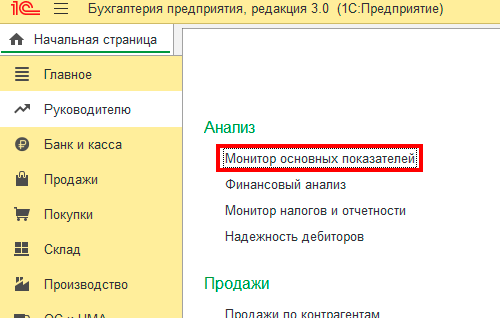 1С Бухгалтерия предприятия, редакция 3.0 (1С:Предприятие)
Начальная страница
Главное
Руководителю
Банк и касса
Продажи
Покупки
Склад
Производство
ОС и НМА
Анализ
Монитор основных показателей
Финансовый анализ
Монитор налогов и отчетности
Надежность дебиторов
Продажи
Продажи по контрагентам